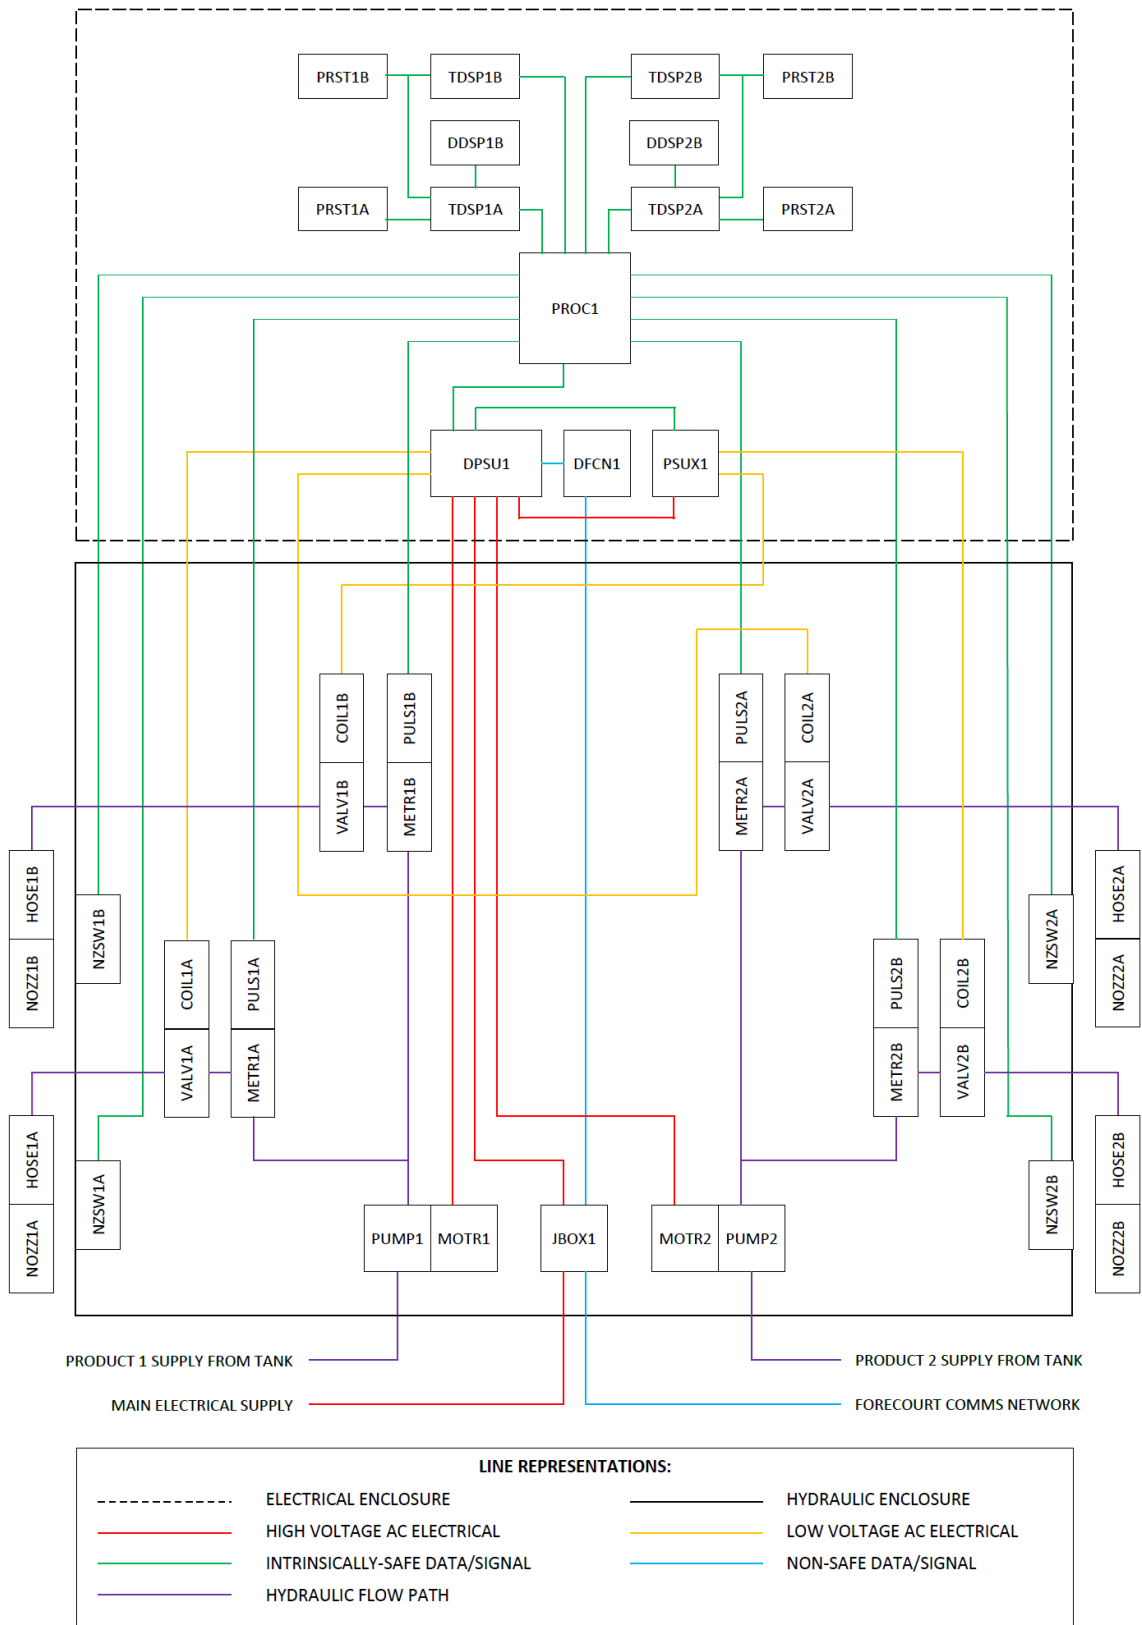 PRST1B TDSP1B TDSP2B PRST2B
DDSP1B DDSP2B
PRST1A TDSP1A TDSP2A PRST2A
PROC1
DPSU1 DFCN1 PSUX1
COIL1B PULS1B PULS2A COIL2A
VALV1B METR1B METR2A VALV2A
HOSE1B HOSE2A
NZSW1B NZSW2A
NOZZ1B NOZZ2A
COIL1A PULS1A PULS2B COIL2B
VALV1A METR1A METR2B VALV2B
HOSE1A HOSE2B
NZSW1A NZSW2B
NOZZ1A NOZZ2B
PUMP1 MOTR1 JBOX1 MOTR2 PUMP2
PRODUCT 1 SUPPLY FROM TANK PRODUCT 2 SUPPLY FROM TANK
MAIN ELECTRICAL SUPPLY FORECOURT COMMS NETWORK
LINE REPRESENTATIONS:
ELECTRICAL ENCLOSURE HYDRAULIC ENCLOSURE
HIGH VOLTAGE AC ELECTRICAL LOW VOLTAGE AC ELECTRICAL
INTRINSICALLY-SAFE DATA/SIGNAL NON-SAFE DATA/SIGNAL
HYDRAULIC FLOW PATH